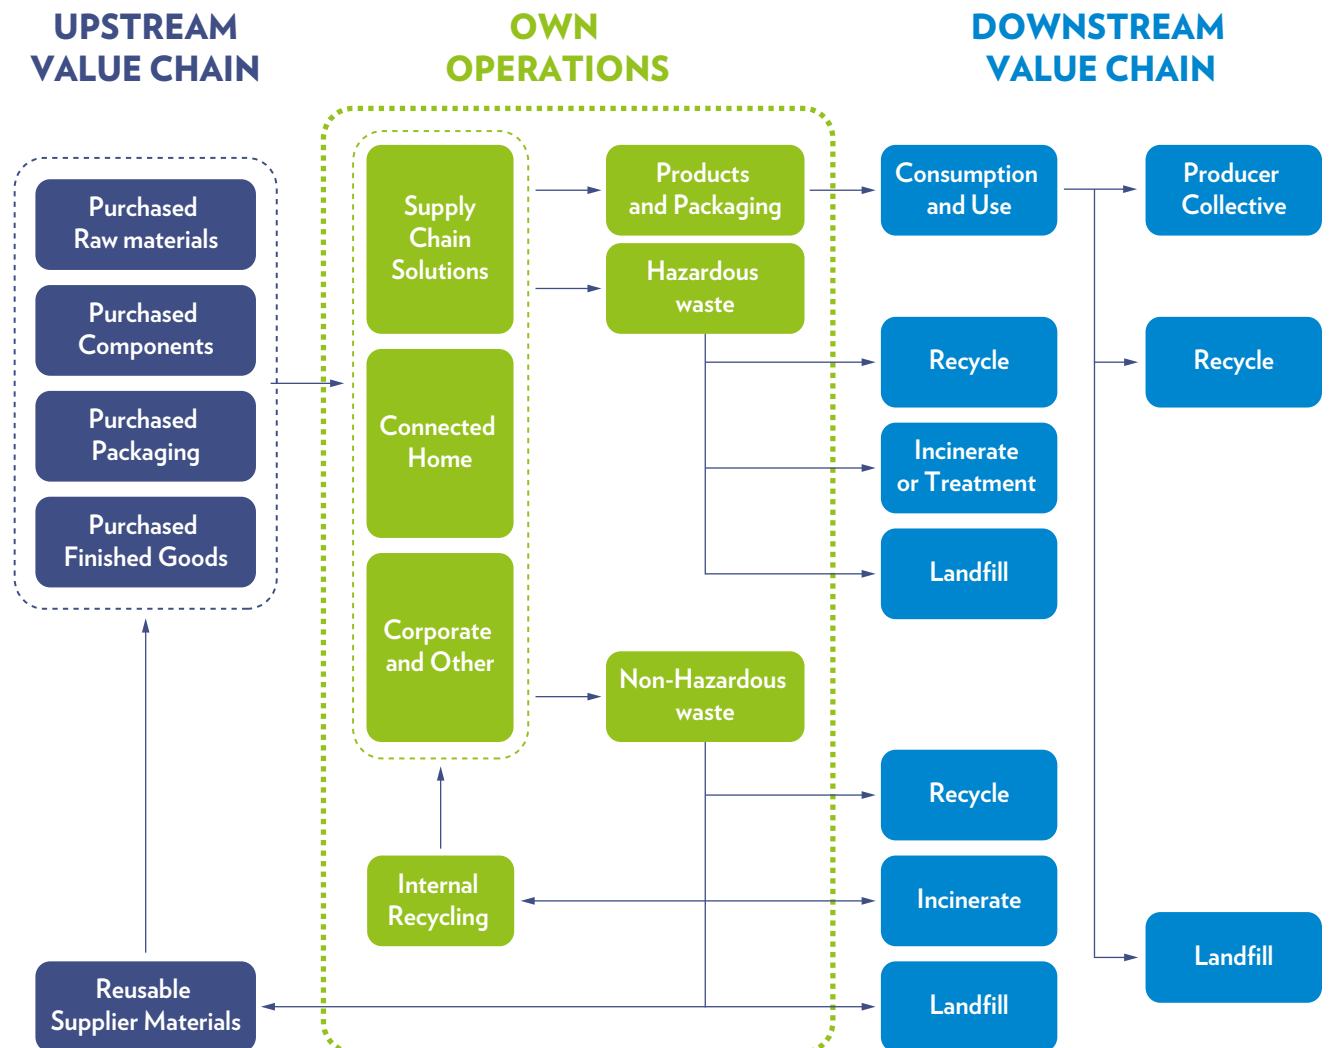 UPSTREAM
VALUE CHAIN
OWN
OPERATIONS
DOWNSTREAM
VALUE CHAIN
Purchased
Raw materials
Purchased
Components
Purchased
Packaging
Purchased
Finished Goods
Reusable
Supplier Materials
Supply
Chain
Solutions
Connected
Home
Corporate
and Other
Internal
Recycling
Products
and Packaging
Hazardous
waste
Non-Hazardous
waste
Consumption
and Use
Recycle
Incinerate
or Treatment
Landfill
Recycle
Incinerate
Landfill
Producer
Collective
Recycle
Landfill